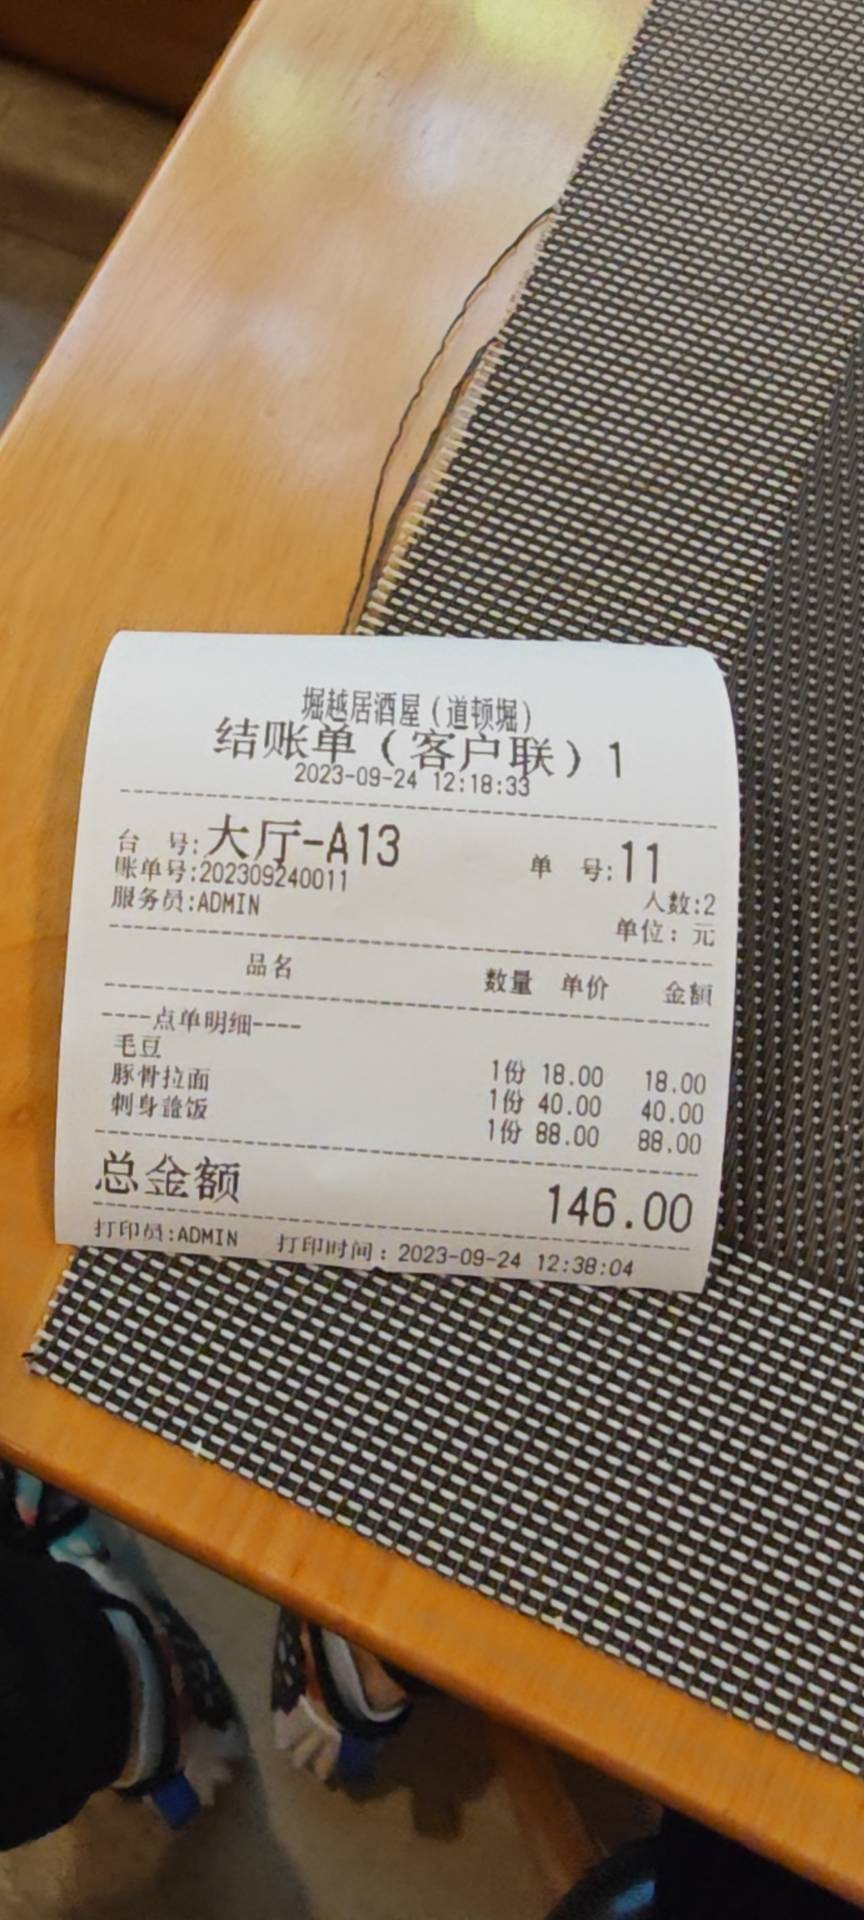 堀越居酒屋（道顿堀）
结账单（客户联）1
2023-09-24 12:18:33
台 号:大厅-A13 单 号:11
账单号:202309240011 人数:2
服务员:ADMIN 单位：元
品名 数量 单价 金额
----点单明细----
毛豆 1份 18.00 18.00
豚骨拉面 1份 40.00 40.00
刺身盖饭 1份 88.00 88.00
总金额 146.00
打印员:ADMIN 打印时间：2023-09-24 12:38:04